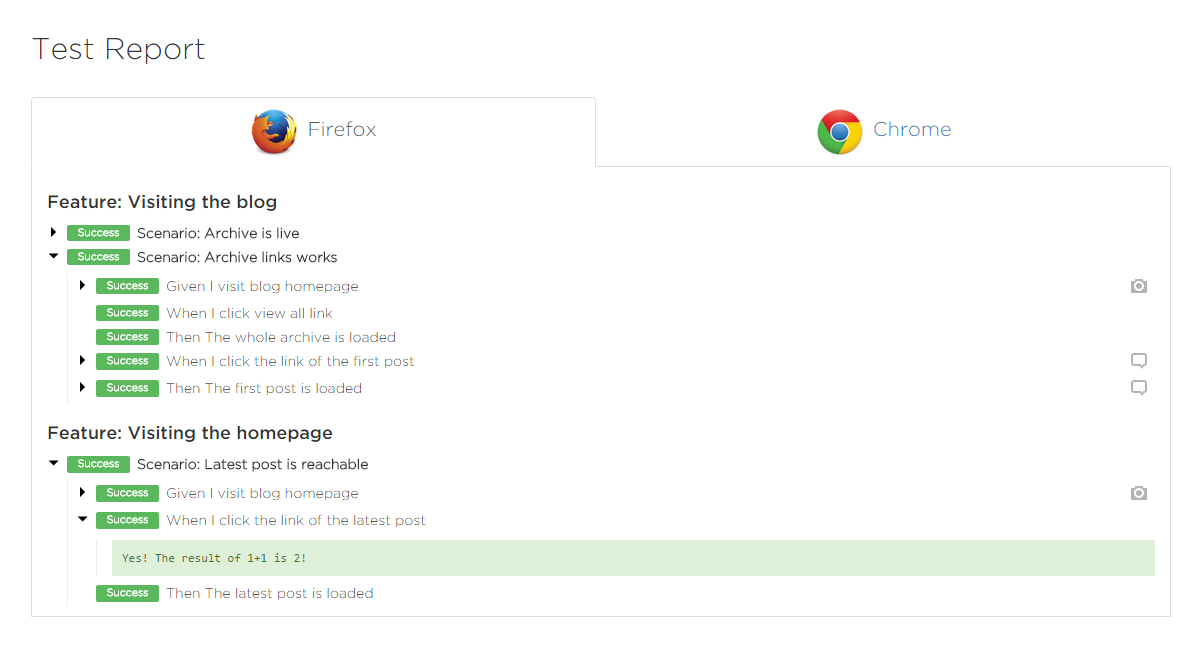 Test Report
Firefox
Chrome
Feature: Visiting the blog
Success Scenario: Archive is live
Success Scenario: Archive links works
Success Given I visit blog homepage
Success When I click view all link
Success Then The whole archive is loaded
Success When I click the link of the first post
Success Then The first post is loaded
Feature: Visiting the homepage
Success Scenario: Latest post is reachable
Success Given I visit blog homepage
Success When I click the link of the latest post
Yes! The result of 1+1 is 2!
Success Then The latest post is loaded